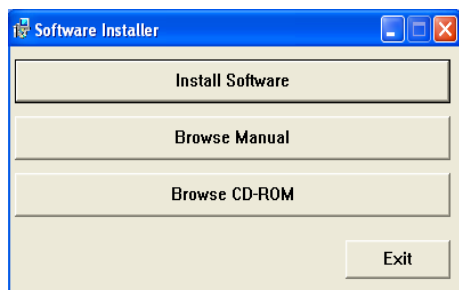 Software Installer
Install Software
Browse Manual
Browse CD-ROM
Exit